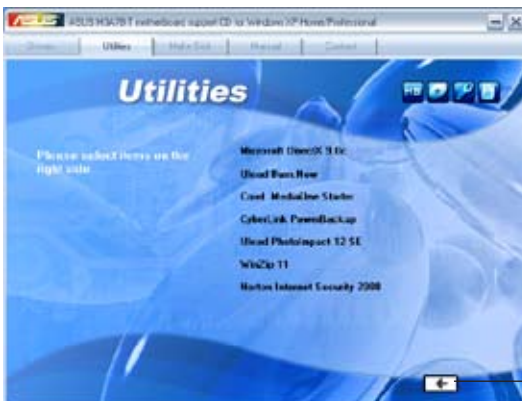 ASUS M3A78-T motherboard support CD for Windows XP Home/Professional
Drivers Utilities Make Disk Manual Contact
Utilities
Please select items on the
right side
Microsoft DirectX 9.0c
Ulead Burn.Now
Corel MediaOne Starter
CyberLink PowerBackup
Ulead PhotoImpact 12 SE
WinZip 11
Norton Internet Security 2008